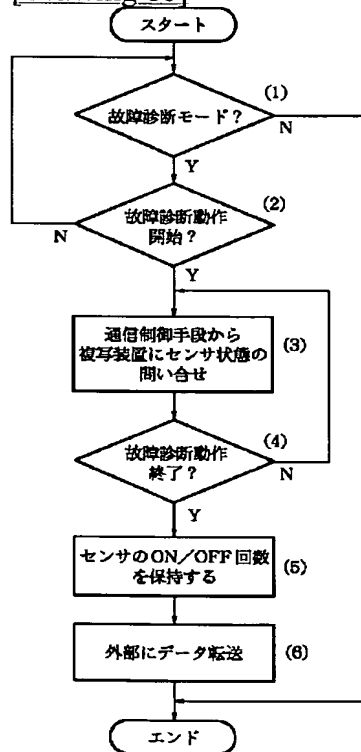 スタート
(1)
故障診断モード?
N
Y
(2)
故障診断動作
開始?
N
Y
通信制御手段から
複写装置にセンサ状態の
問い合せ
(3)
(4)
故障診断動作
終了?
N
Y
センサのON/OFF回数
を保持する
(5)
外部にデータ転送
(6)
エンド